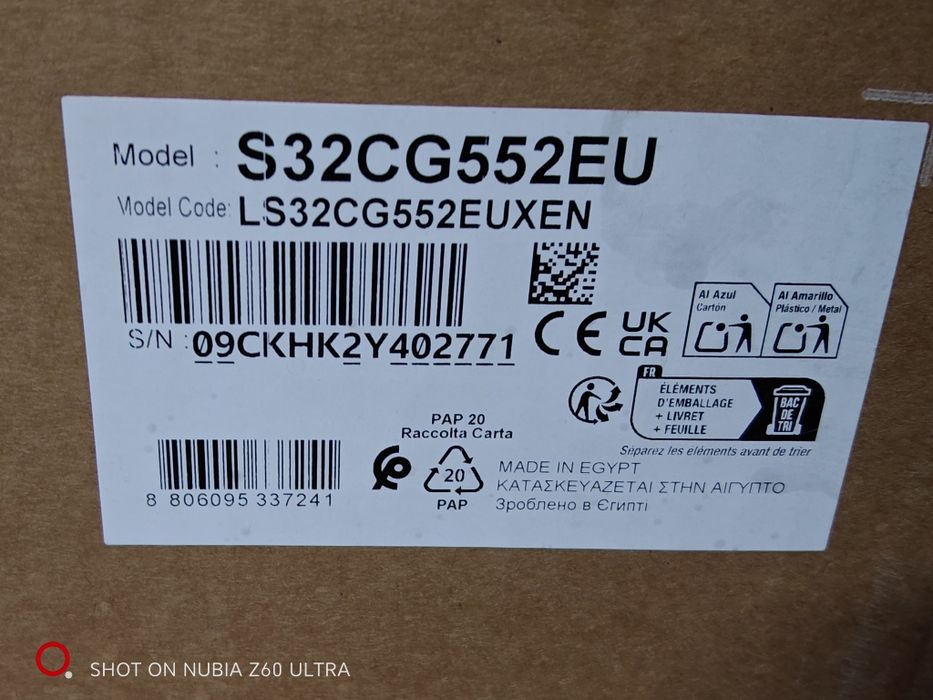 Model : S32CG552EU
Model Code: LS32CG552EUXEN
S/N : 09CKHK2Y402771
CE
UK
CA
Al Azul
Cartón
Al Amarillo
Plástico / Metal
FR
ÉLÉMENTS
D'EMBALLAGE
+ LIVRET
+ FEUILLE
BAC
DE
TRI
Séparez les éléments avant de trier
PAP 20
Raccolta Carta
20
PAP
MADE IN EGYPT
ΚΑΤΑΣΚΕΥΑΖΕΤΑΙ ΣΤΗΝ ΑΙΓΥΠΤΟ
Зроблено в Єгипті
8 806095 337241
SHOT ON NUBIA Z60 ULTRA